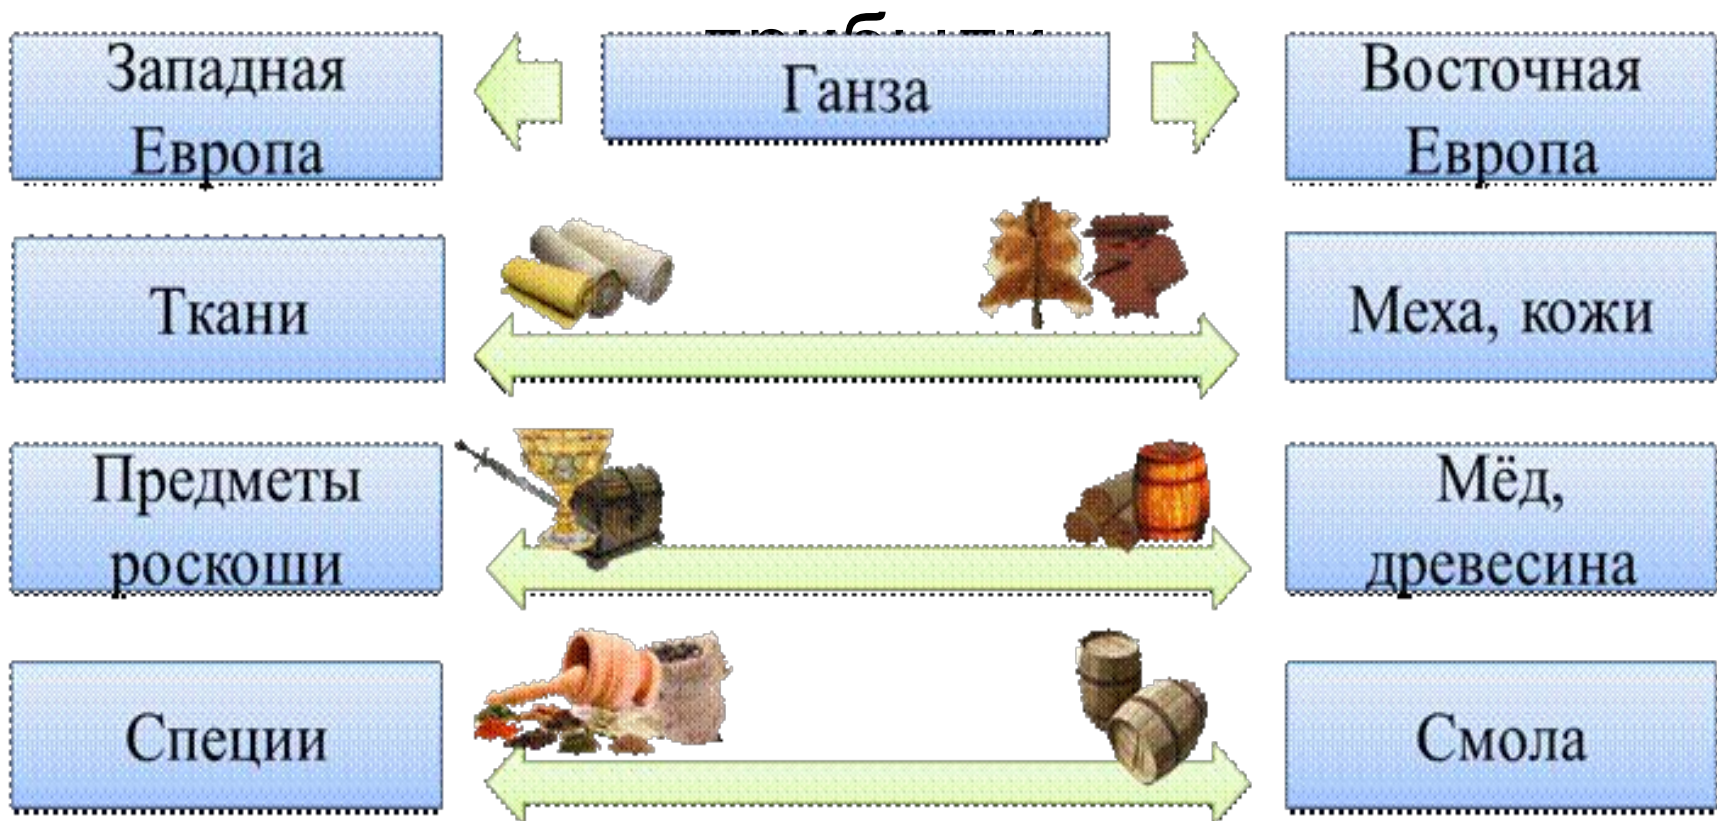 Западная
Европа
Ганза
Восточная
Европа
Ткани
Меха, кожи
Предметы
роскоши
Мёд,
древесина
Специи
Смола